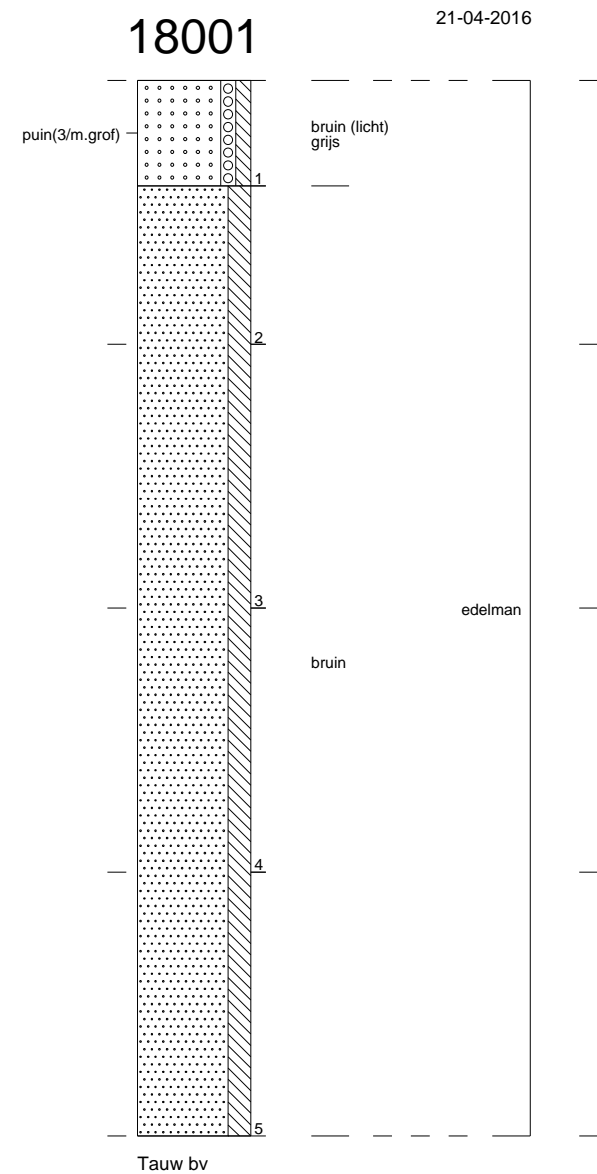 18001
21-04-2016
puin(3/m.grof)
bruin (licht)
grijs
1
2
3
edelman
bruin
4
5
Tauw bv